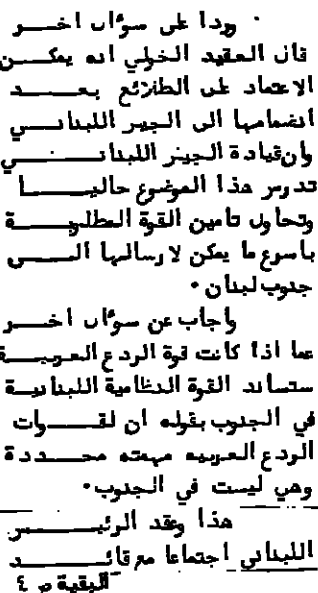 · وردا على سؤال اخر
قال العقيد الخولي انه يمكن
الاعتماد على الطلائع بعد
انضمامها الى الجيش اللبناني
وان قيادة الجيش اللبناني
تدرس هذا الموضوع حاليا
وتحاول تامين القوة المطلوبة
باسرع ما يمكن لارسالها الى
جنوب لبنان ·
واجاب عن سؤال اخر
عما اذا كانت قوة الردع العربية
ستساند القوة النظامية اللبنانية
في الجنوب بقوله ان لقوات
الردع العربيه مهمته محددة
وهي ليست في الجنوب·
هذا وعقد الرئيس
اللبناني اجتماعا مع قائد
البقية ص ٤